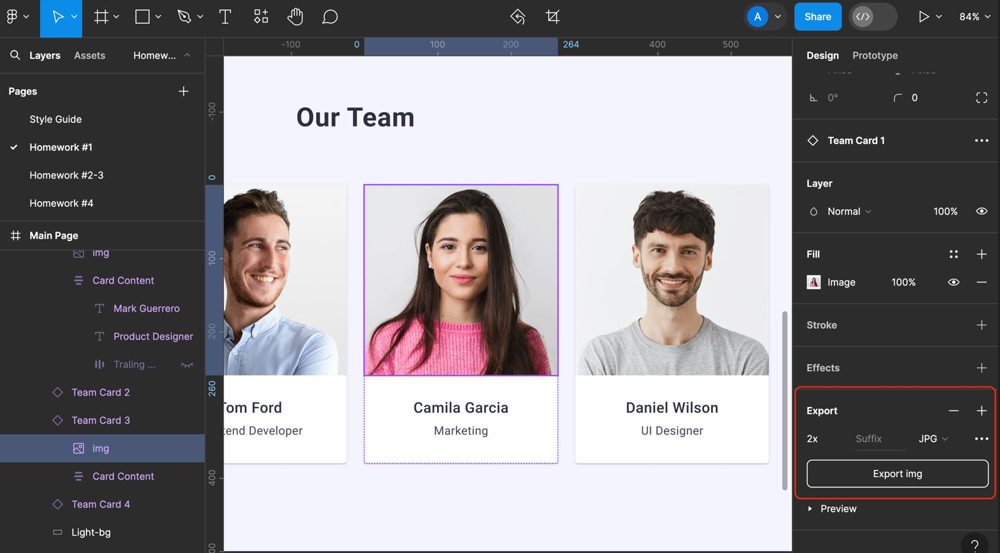 A
Share
</>
84%
Layers
Assets
Homew...
-100
0
100
200
264
400
500
Design
Prototype
Pages
0°
0
Style Guide
Homework #1
Homework #2-3
Homework #4
Main Page
img
Card Content
Mark Guerrero
Product Designer
Traling ...
Team Card 2
Team Card 3
img
Card Content
Team Card 4
Light-bg
-100
0
100
200
260
400
Our Team
Tom Ford
tend Developer
Camila Garcia
Marketing
Daniel Wilson
UI Designer
Team Card 1
Layer
Normal
100%
Fill
Image
100%
Stroke
Effects
Export
2x
Suffix
JPG
Export img
Preview
?